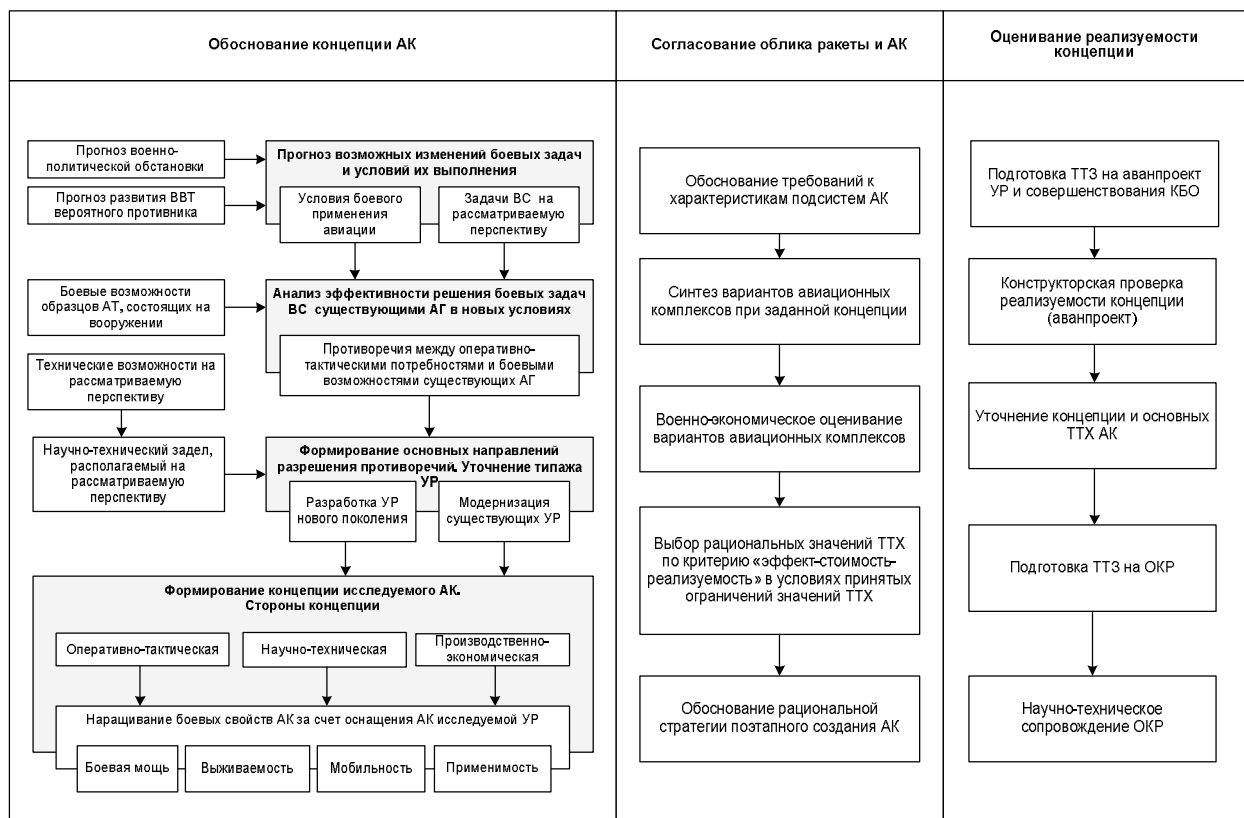 Обоснование концепции АК
Согласование облика ракеты и АК
Оценивание реализуемости
концепции
Прогноз военно-
политической обстановки
Прогноз развития ВВТ
вероятного противника
Прогноз возможных изменений боевых задач
и условий их выполнения
Условия боевого
применения
авиации
Задачи ВС на
рассматриваемую
перспективу
Боевые возможности
образцов АТ, состоящих на
вооружении
Анализ эффективности решения боевых задач
ВС существующими АГ в новых условиях
Противоречия между оперативно-
тактическими потребностями и боевыми
возможностями существующих АГ
Технические возможности на
рассматриваемую
перспективу
Научно-технический задел,
располагаемый на
рассматриваемую
перспективу
Формирование основных направлений
разрешения противоречий. Уточнение типажа
УР
Разработка УР
нового поколения
Модернизация
существующих УР
Формирование концепции исследуемого АК.
Стороны концепции
Оперативно-тактическая
Научно-техническая
Производственно-
экономическая
Наращивание боевых свойств АК за счет оснащения АК исследуемой УР
Боевая мощь
Выживаемость
Мобильность
Применимость
Обоснование требований к
характеристикам подсистем АК
Синтез вариантов авиационных
комплексов при заданной концепции
Военно-экономическое оценивание
вариантов авиационных комплексов
Выбор рациональных значений ТТХ
по критерию «эффект-стоимость-
реализуемость» в условиях принятых
ограничений значений ТТХ
Обоснование рациональной
стратегии поэтапного создания АК
Подготовка ТТЗ на аванпроект
УР и совершенствования КБО
Конструкторская проверка
реализуемости концепции
(аванпроект)
Уточнение концепции и основных
ТТХ АК
Подготовка ТТЗ на ОКР
Научно-техническое
сопровождение ОКР